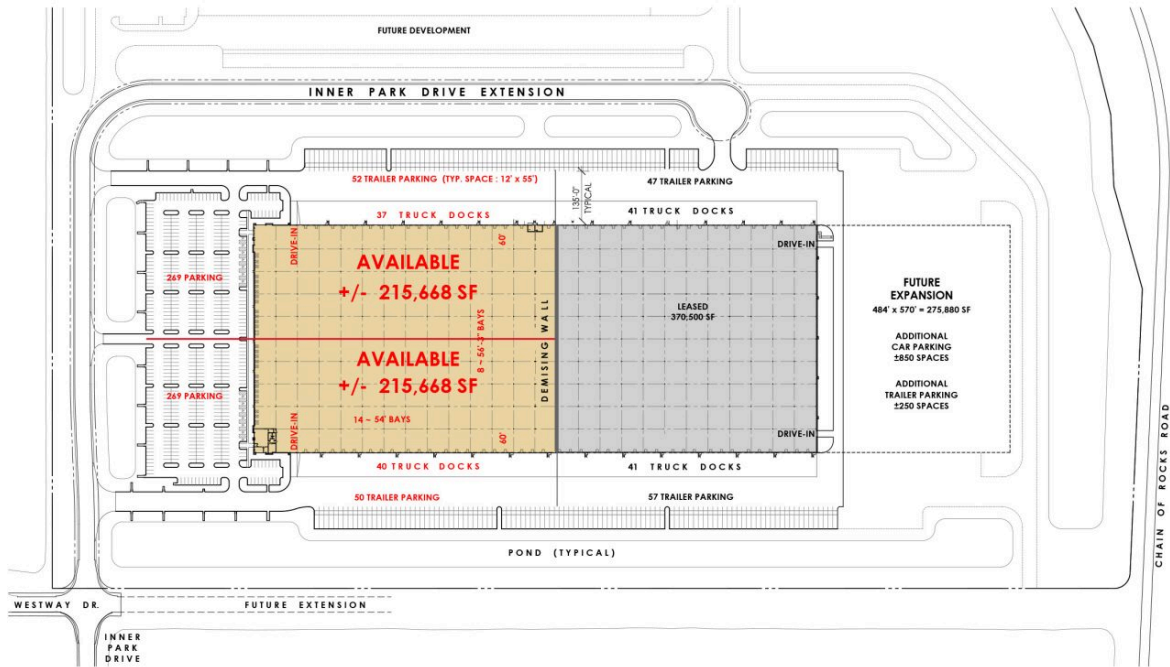 FUTURE DEVELOPMENT
INNER PARK DRIVE EXTENSION
52 TRAILER PARKING (TYP. SPACE : 12' x 55')
47 TRAILER PARKING
135'-0"
TYPICAL
37 TRUCK DOCKS
41 TRUCK DOCKS
DRIVE-IN
60'
DRIVE-IN
AVAILABLE
+/- 215,668 SF
269 PARKING
LEASED
370,500 SF
FUTURE
EXPANSION
484' x 570' = 275,880 SF
ADDITIONAL
CAR PARKING
±850 SPACES
ADDITIONAL
TRAILER PARKING
±250 SPACES
8 ~ 56'-3" BAYS
DEMISING WALL
AVAILABLE
+/- 215,668 SF
269 PARKING
14 ~ 54' BAYS
DRIVE-IN
60'
DRIVE-IN
40 TRUCK DOCKS
41 TRUCK DOCKS
50 TRAILER PARKING
57 TRAILER PARKING
CHAIN OF ROCKS ROAD
POND (TYPICAL)
WESTWAY DR.
FUTURE EXTENSION
INNER
PARK
DRIVE